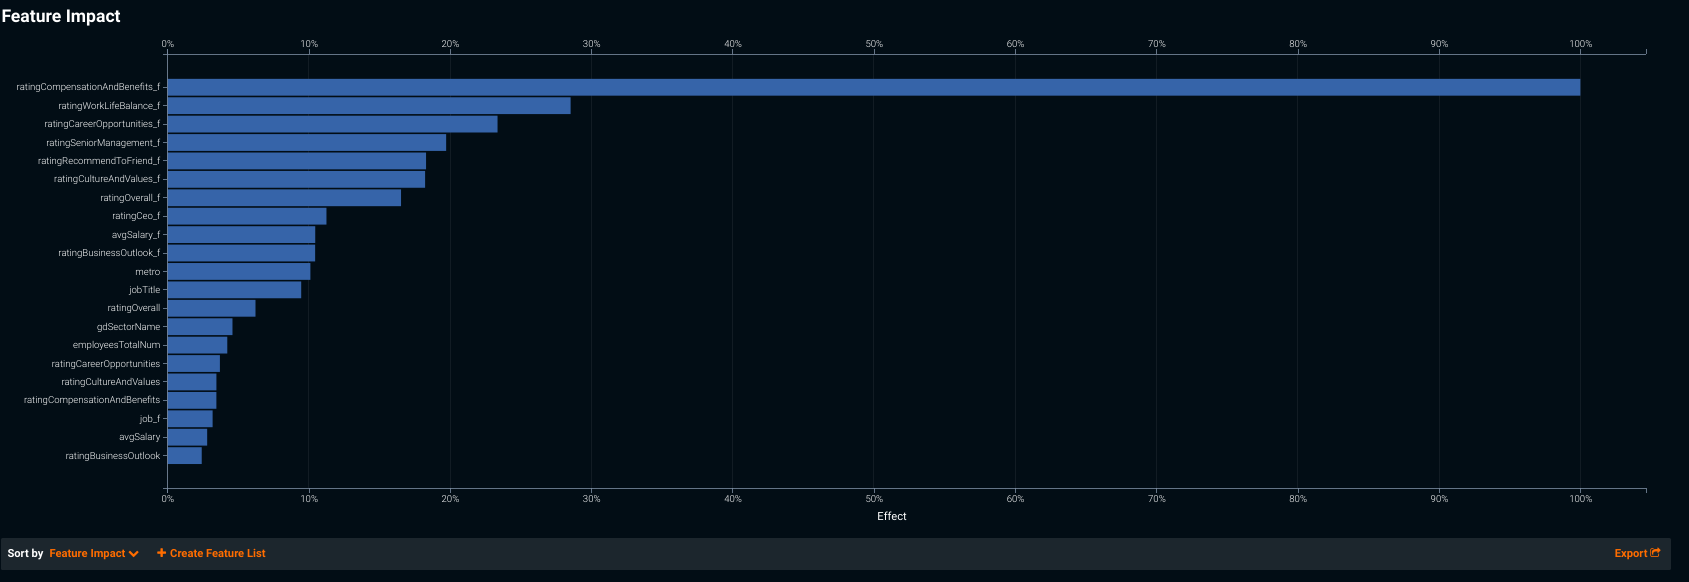 Feature Impact
0% 10% 20% 30% 40% 50% 60% 70% 80% 90% 100%
ratingCompensationAndBenefits_f
ratingWorkLifeBalance_f
ratingCareerOpportunities_f
ratingSeniorManagement_f
ratingRecommendToFriend_f
ratingCultureAndValues_f
ratingOverall_f
ratingCeo_f
avgSalary_f
ratingBusinessOutlook_f
metro
jobTitle
ratingOverall
gdSectorName
employeesTotalNum
ratingCareerOpportunities
ratingCultureAndValues
ratingCompensationAndBenefits
job_f
avgSalary
ratingBusinessOutlook
0% 10% 20% 30% 40% 50% 60% 70% 80% 90% 100%
Effect
Sort by Feature Impact Create Feature List Export